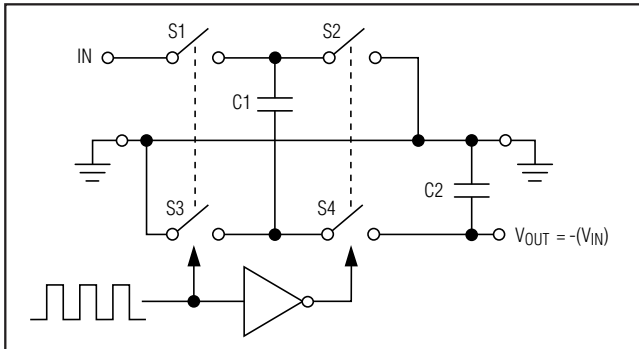 S1
S2
IN
C1
C2
S3
S4
VOUT = -(VIN)